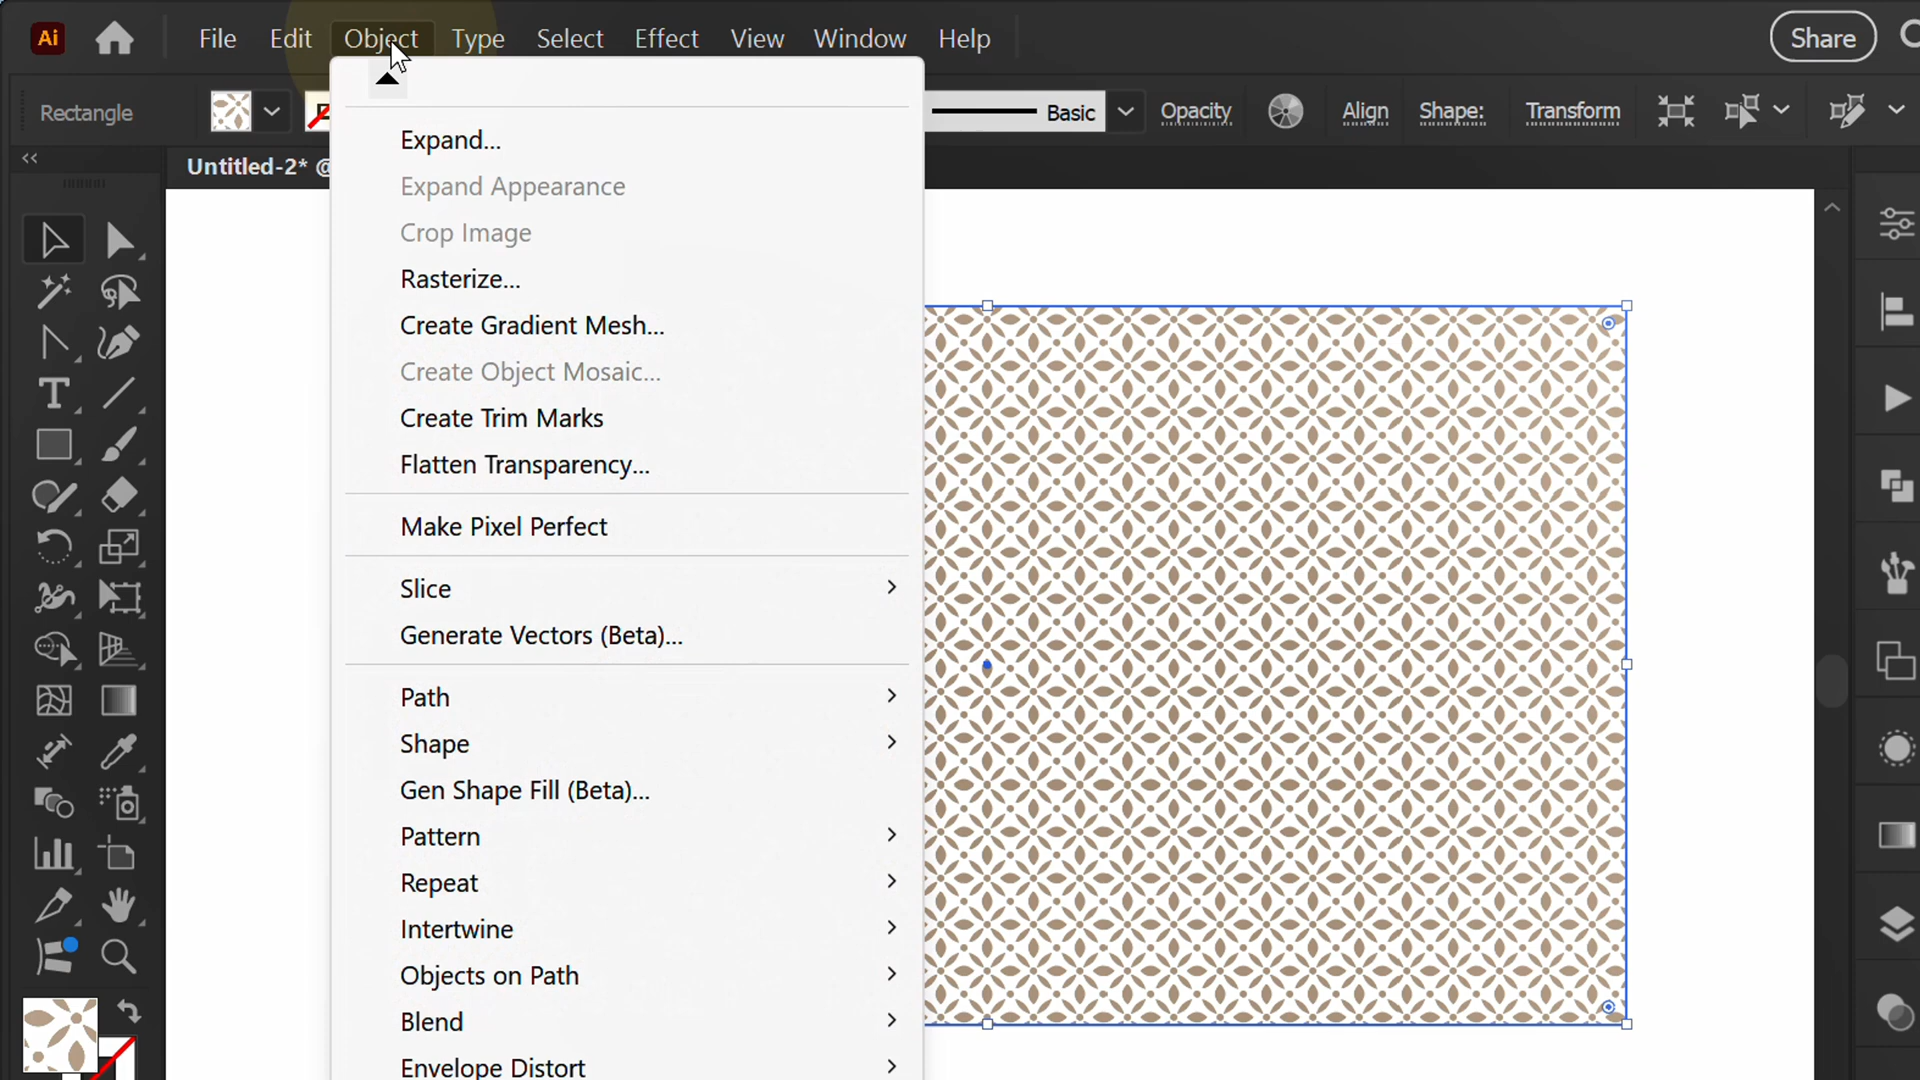 Ai File Edit Object Type Select Effect View Window Help Share
Rectangle Basic Opacity Align Shape: Transform
Untitled-2* @
Expand...
Expand Appearance
Crop Image
Rasterize...
Create Gradient Mesh...
Create Object Mosaic...
Create Trim Marks
Flatten Transparency...
Make Pixel Perfect
Slice
Generate Vectors (Beta)...
Path
Shape
Gen Shape Fill (Beta)...
Pattern
Repeat
Intertwine
Objects on Path
Blend
Envelope Distort